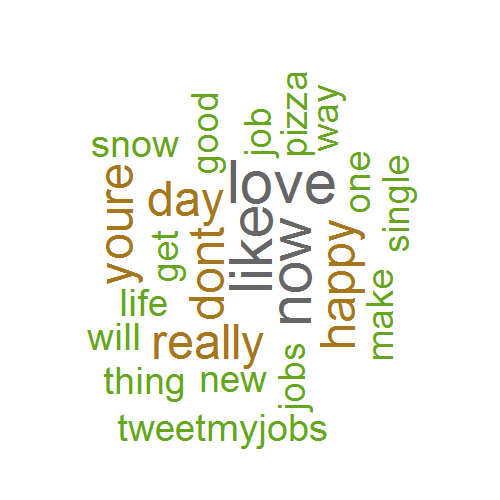 good
job
pizza
way
snow
love
one
single
youre
day
get
dont
like
now
happy
make
life
will
really
thing
new
jobs
tweetmyjobs